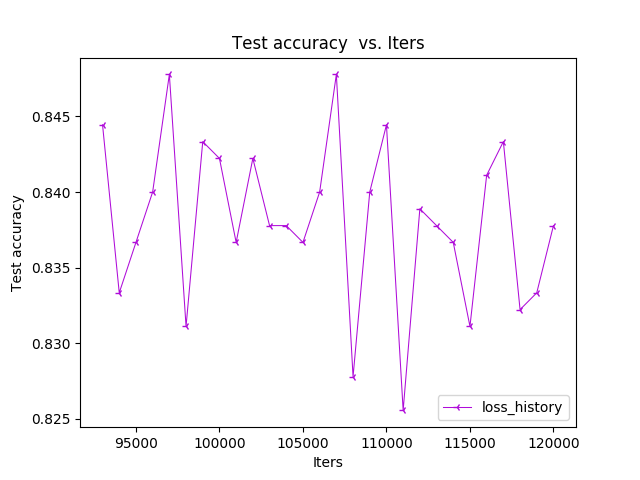 Test accuracy  vs. Iters
Test accuracy
0.845
0.840
0.835
0.830
0.825
loss_history
95000 100000 105000 110000 115000 120000
Iters